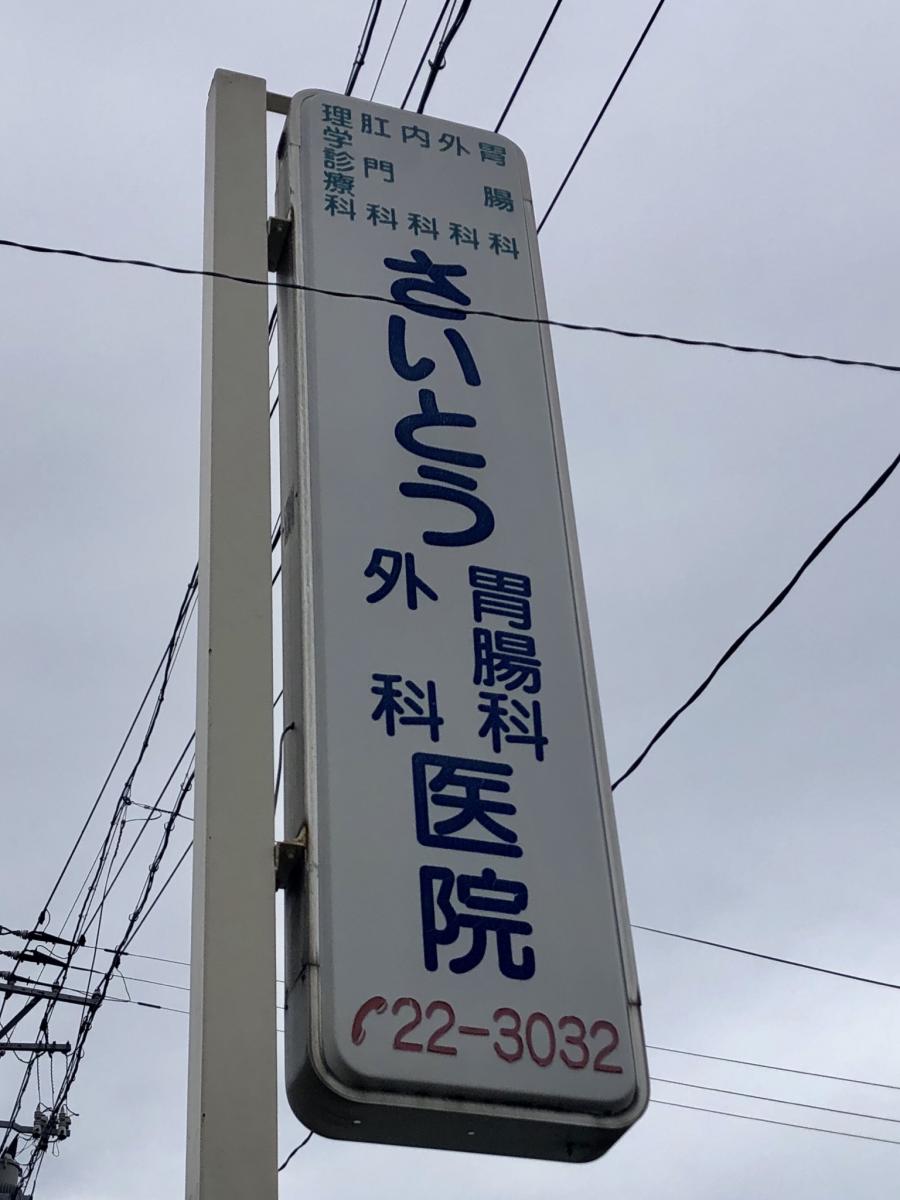 胃腸科
外科
内科
肛門科
理学診療科
さいとう
胃腸科
外科
医院
22-3032